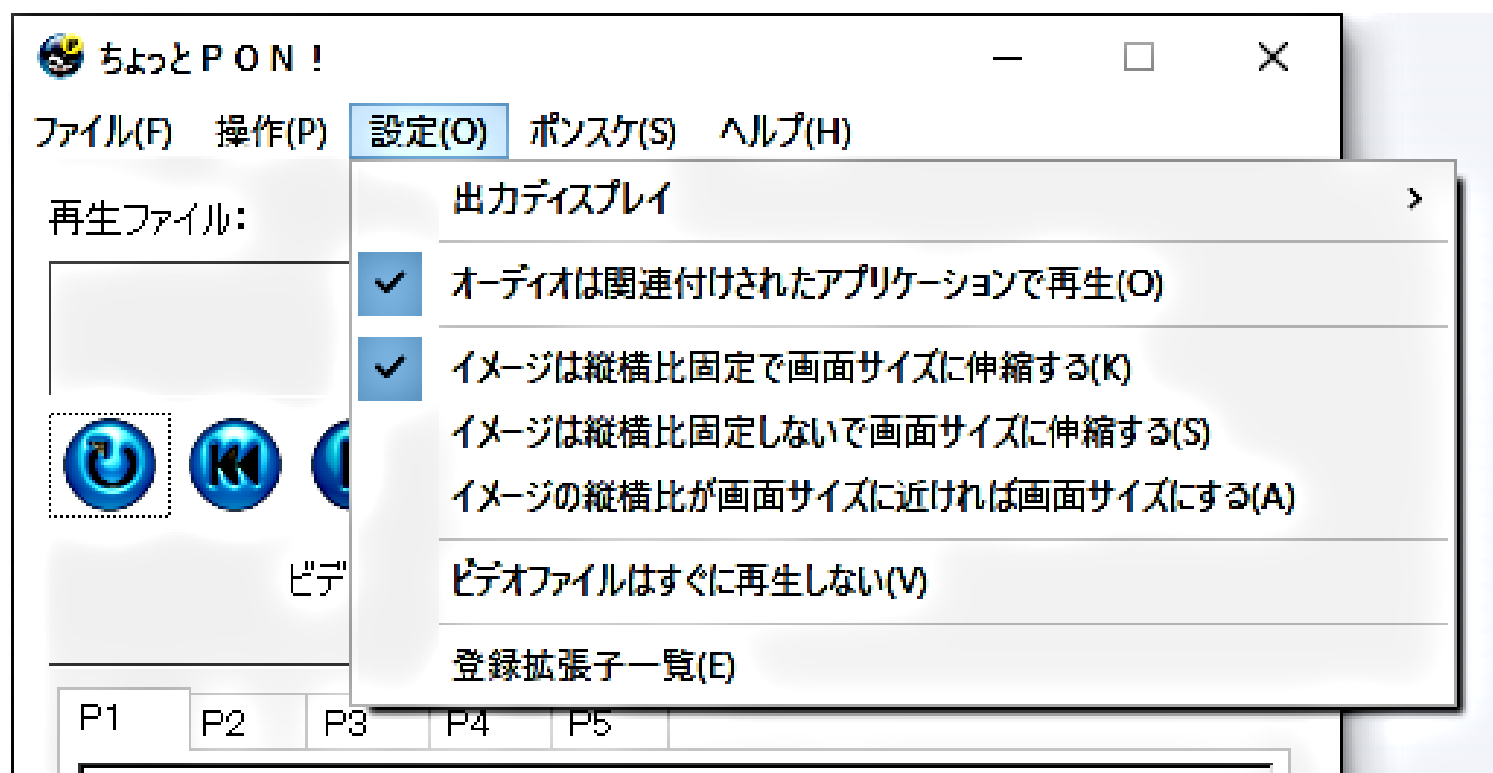 ちょっとＰＯＮ！
ファイル(F) 操作(P) 設定(O) ポンスケ(S) ヘルプ(H)
再生ファイル：
出力ディスプレイ
オーディオは関連付けされたアプリケーションで再生(O)
イメージは縦横比固定で画面サイズに伸縮する(K)
イメージは縦横比固定しないで画面サイズに伸縮する(S)
イメージの縦横比が画面サイズに近ければ画面サイズにする(A)
ビデ
ビデオファイルはすぐに再生しない(V)
登録拡張子一覧(E)
P1 P2 P3 P4 P5